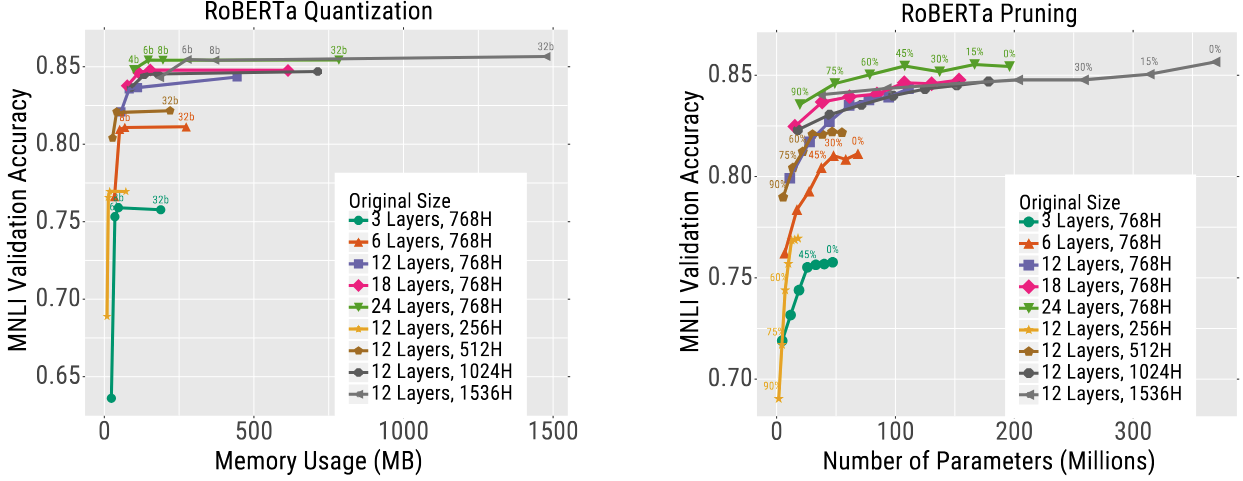 RoBERTa Quantization
MNLI Validation Accuracy
0.85
0.80
0.75
0.70
0.65
4b
6b
8b
6b
8b
32b
32b
32b
8b
32b
32b
Original Size
3 Layers, 768H
6 Layers, 768H
12 Layers, 768H
18 Layers, 768H
24 Layers, 768H
12 Layers, 256H
12 Layers, 512H
12 Layers, 1024H
12 Layers, 1536H
0
500
1000
1500
Memory Usage (MB)
RoBERTa Pruning
MNLI Validation Accuracy
0.85
0.80
0.75
0.70
90%
75%
60%
45%
30%
15%
0%
60%
30%
15%
0%
90%
75%
60%
45%
30%
0%
45%
0%
90%
75%
60%
Original Size
3 Layers, 768H
6 Layers, 768H
12 Layers, 768H
18 Layers, 768H
24 Layers, 768H
12 Layers, 256H
12 Layers, 512H
12 Layers, 1024H
12 Layers, 1536H
0
100
200
300
Number of Parameters (Millions)